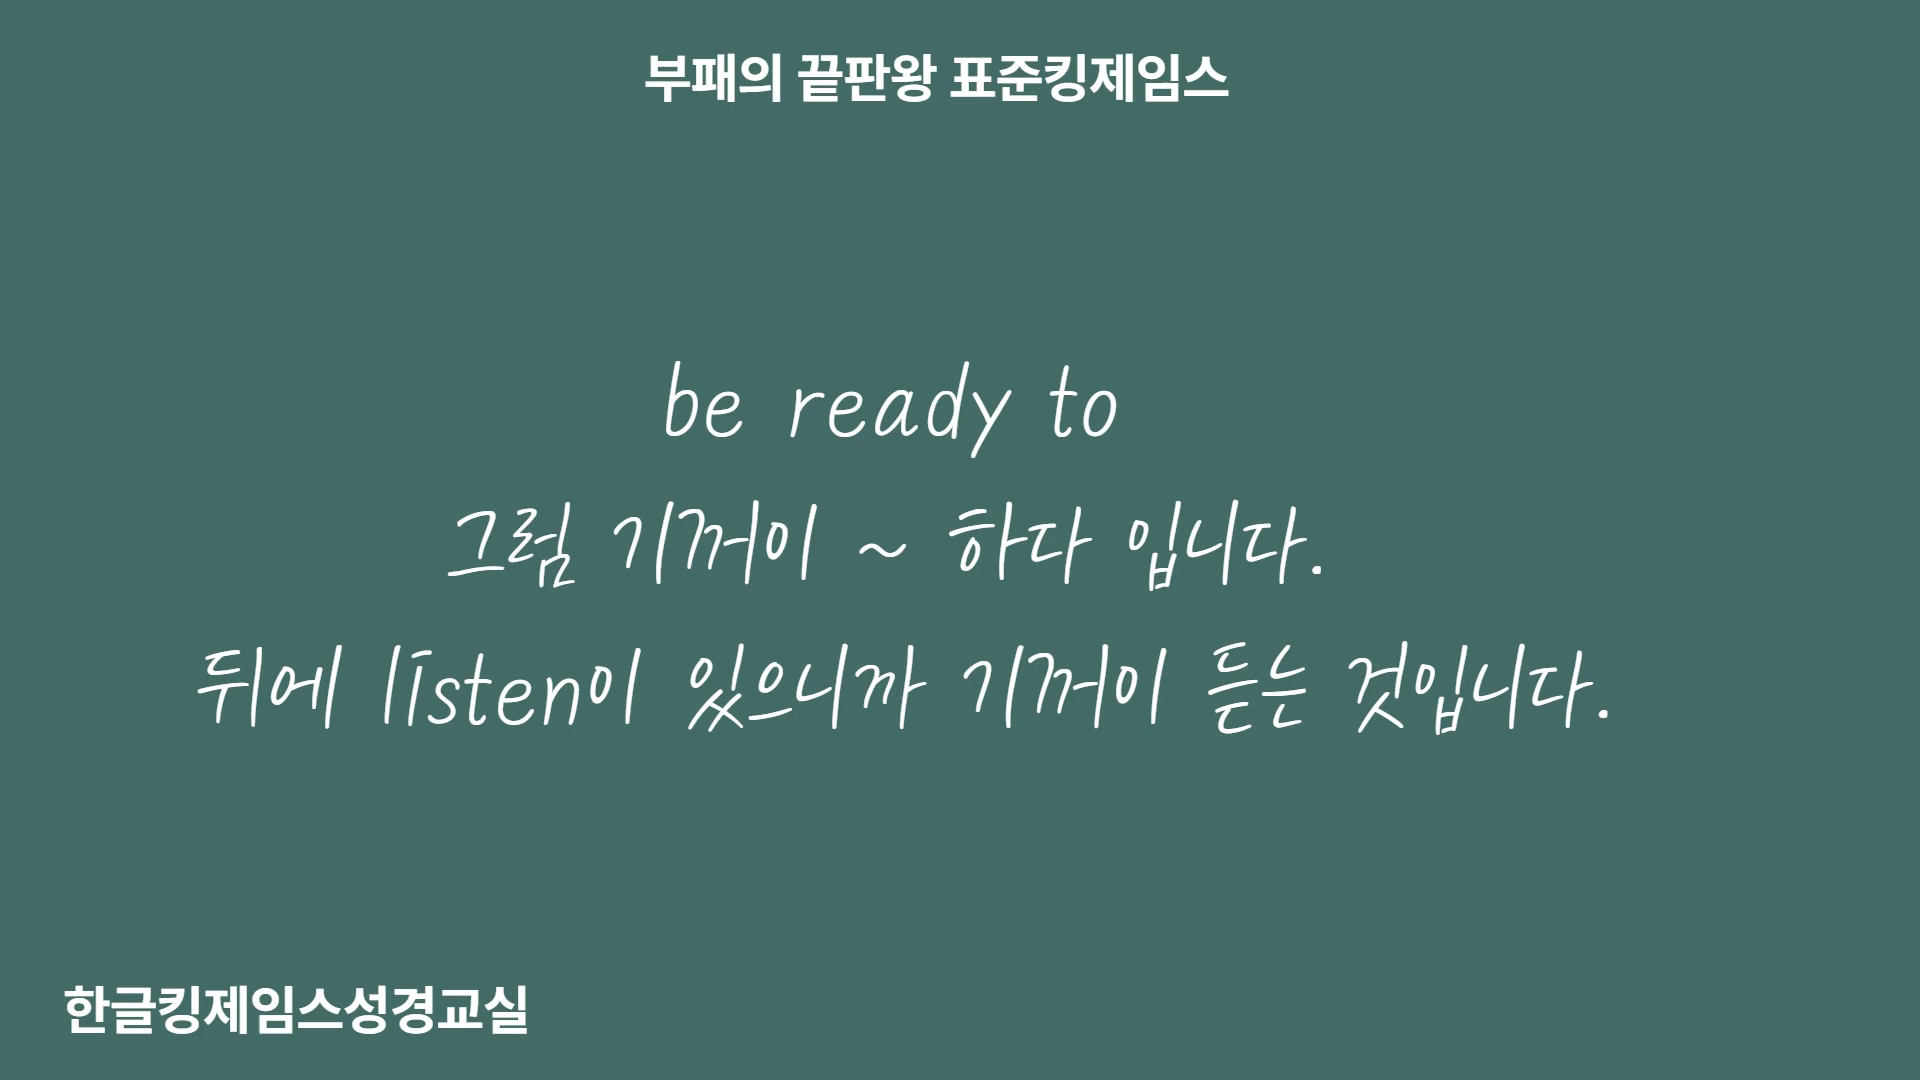 부패의 끝판왕 표준킹제임스
be ready to
그럼 기꺼이 ~ 하다 입니다.
뒤에 listen이 있으니까 기꺼이 듣는 것입니다.
한글킹제임스성경교실